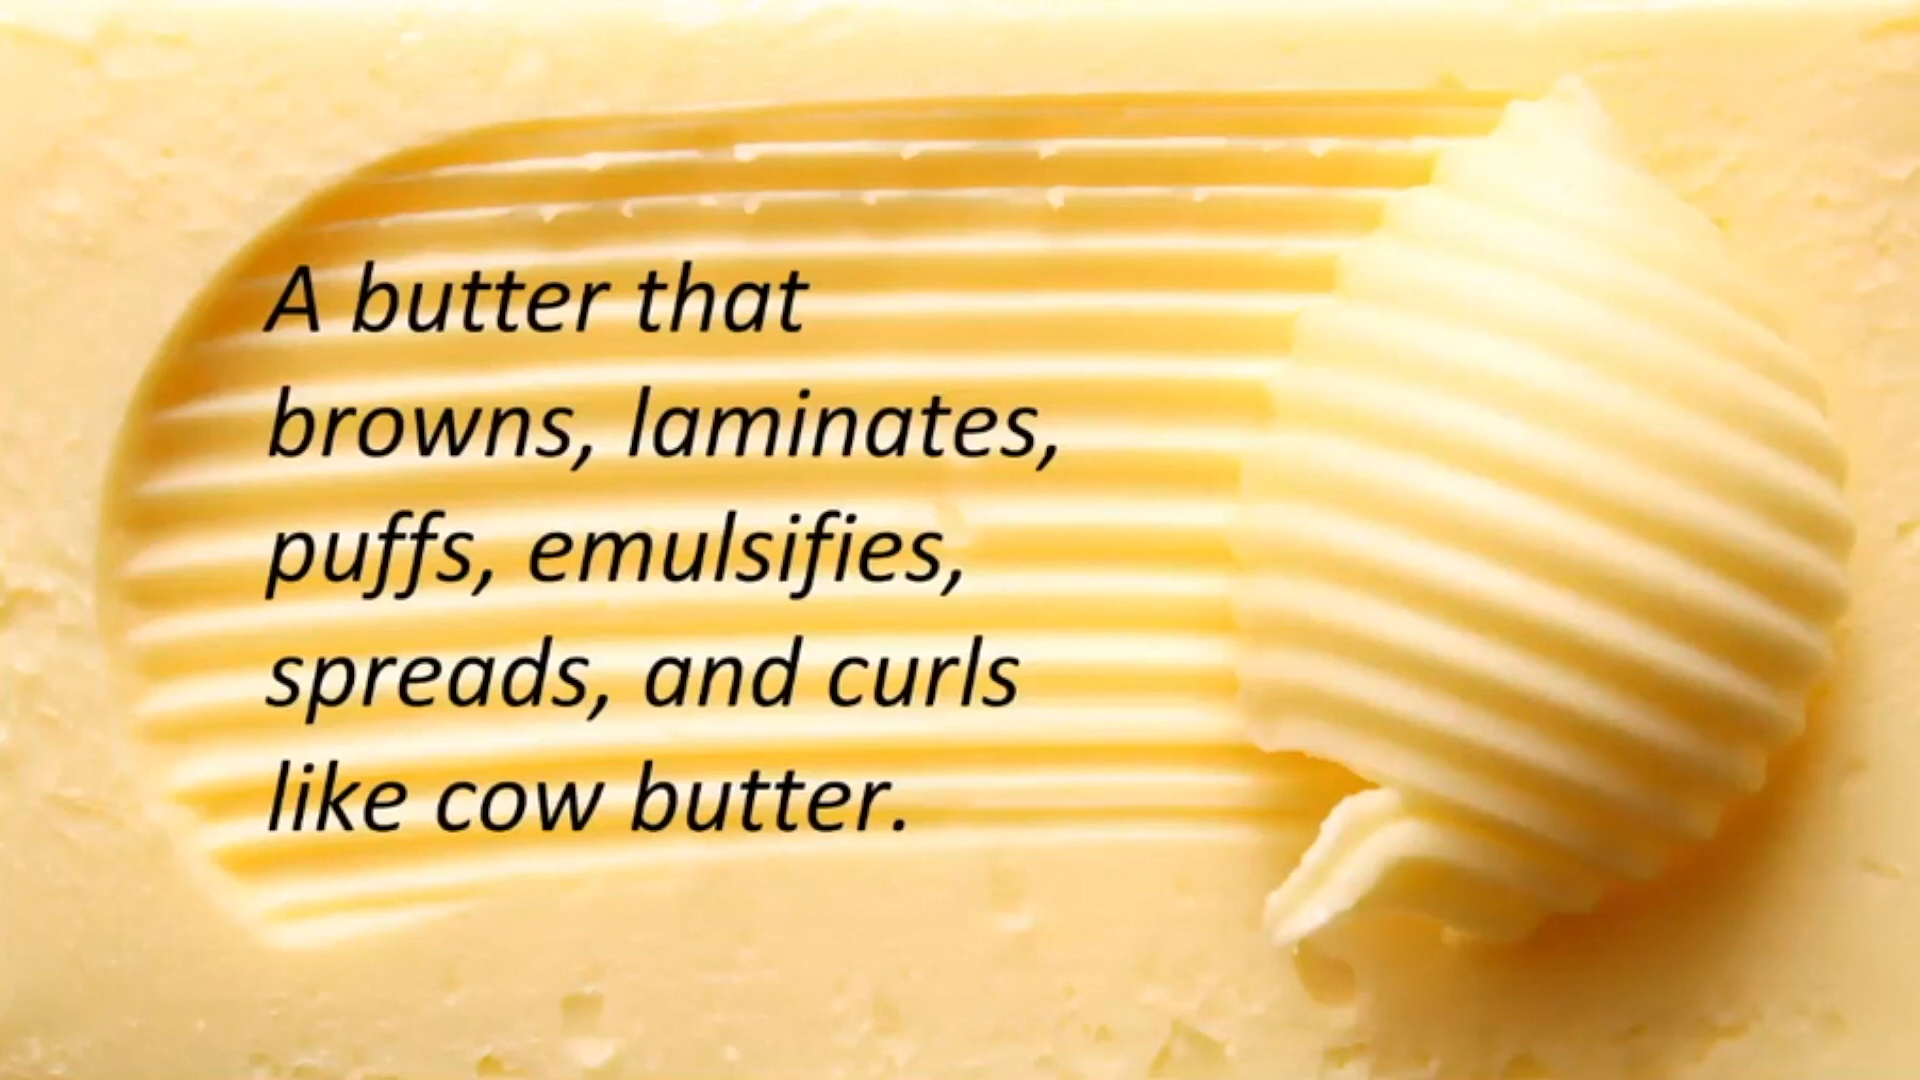 A butter that
browns, laminates,
puffs, emulsifies,
spreads, and curls
like cow butter.